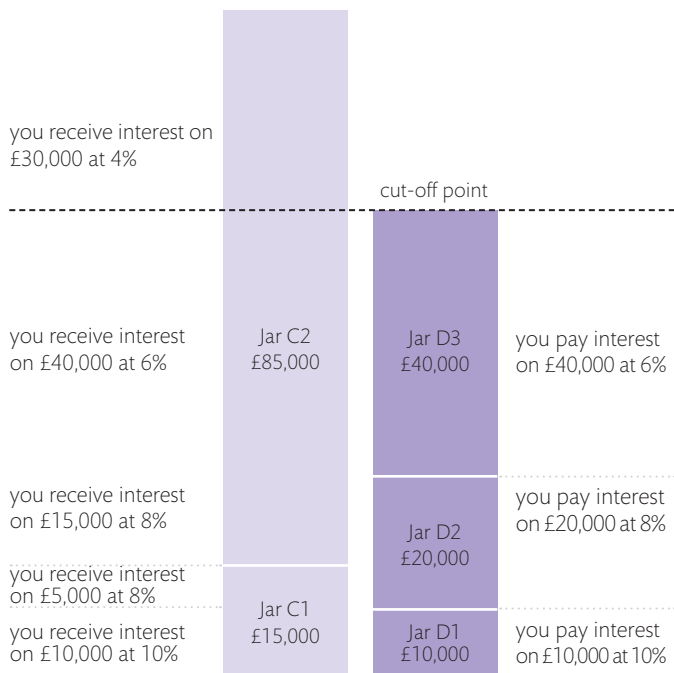 you receive interest on
£30,000 at 4%
cut-off point
you receive interest
on £40,000 at 6%
Jar C2
£85,000
Jar D3
£40,000
you pay interest
on £40,000 at 6%
you receive interest
on £15,000 at 8%
you pay interest
on £20,000 at 8%
Jar D2
£20,000
you receive interest
on £5,000 at 8%
Jar C1
£15,000
you receive interest
on £10,000 at 10%
Jar D1
£10,000
you pay interest
on £10,000 at 10%